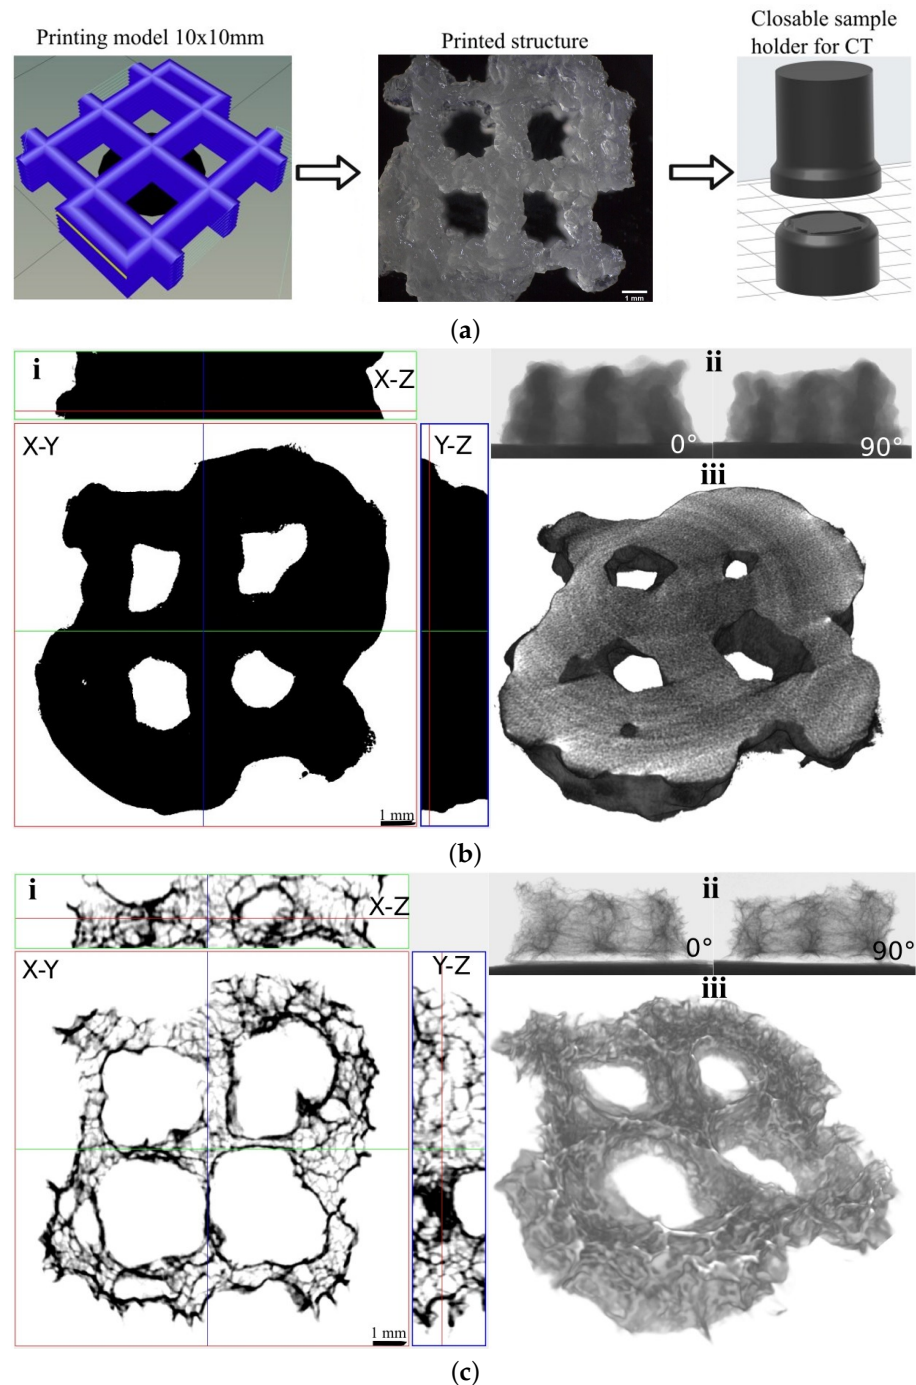 Printing model 10x10mm
Printed structure
Closable sample
holder for CT
1 mm
(a)
i
X-Z
ii
0°
90°
X-Y
Y-Z
iii
1 mm
(b)
i
X-Z
ii
0°
90°
X-Y
Y-Z
iii
1 mm
(c)